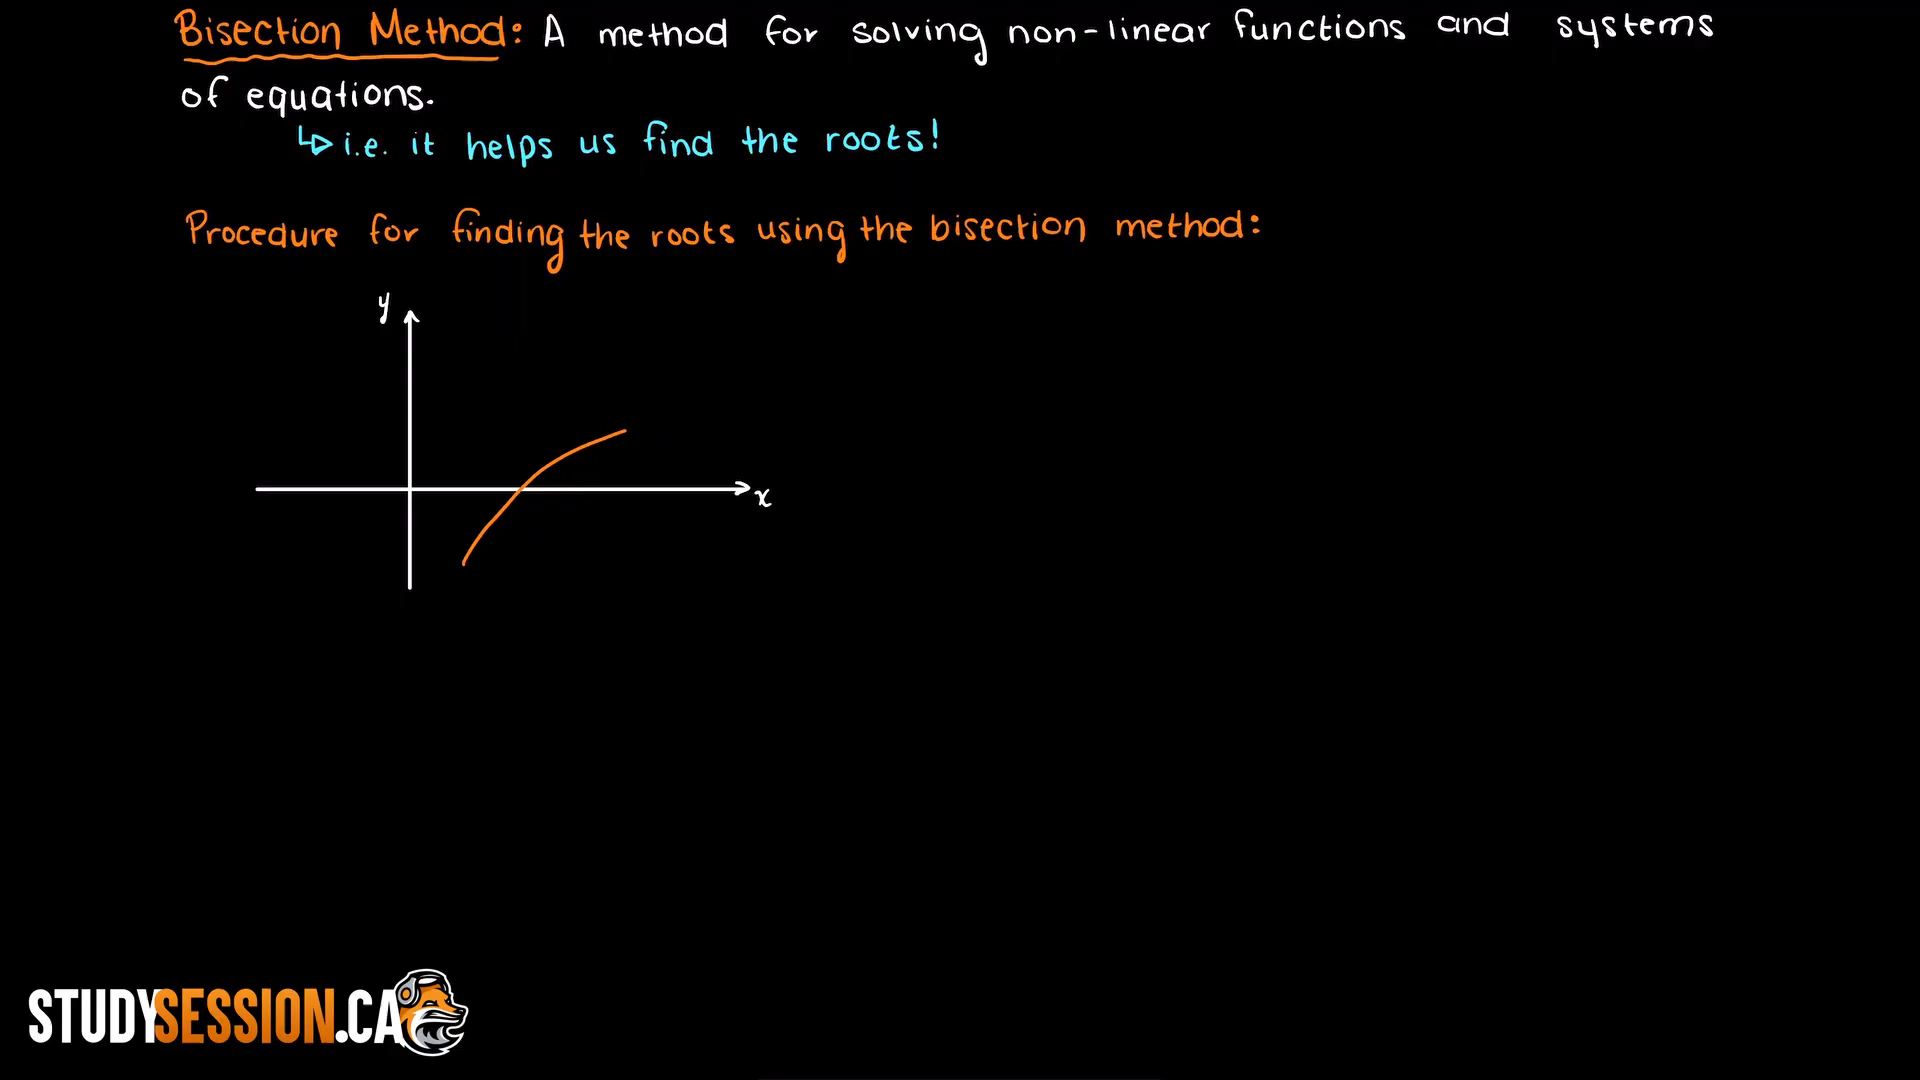 Bisection Method: A method for solving non-linear functions and systems
of equations.
i.e. it helps us find the roots!
Procedure for finding the roots using the bisection method:
y
x
STUDYSESSION.CA